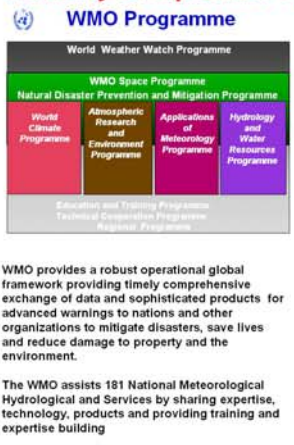 WMO Programme
World Weather Watch Programme
WMO Space Programme
Natural Disaster Prevention and Mitigation Programme
World
Climate
Programme
Atmospheric
Research
and
Environment
Programme
Applications
of
Meteorology
Programme
Hydrology
and
Water
Resources
Programme
Education and Training Programme
Technical Cooperation Programme
Regional Programme
WMO provides a robust operational global
framework providing timely comprehensive
exchange of data and sophisticated products for
advanced warnings to nations and other
organizations to mitigate disasters, save lives
and reduce damage to property and the
environment.
The WMO assists 181 National Meteorological
Hydrological and Services by sharing expertise,
technology, products and providing training and
expertise building